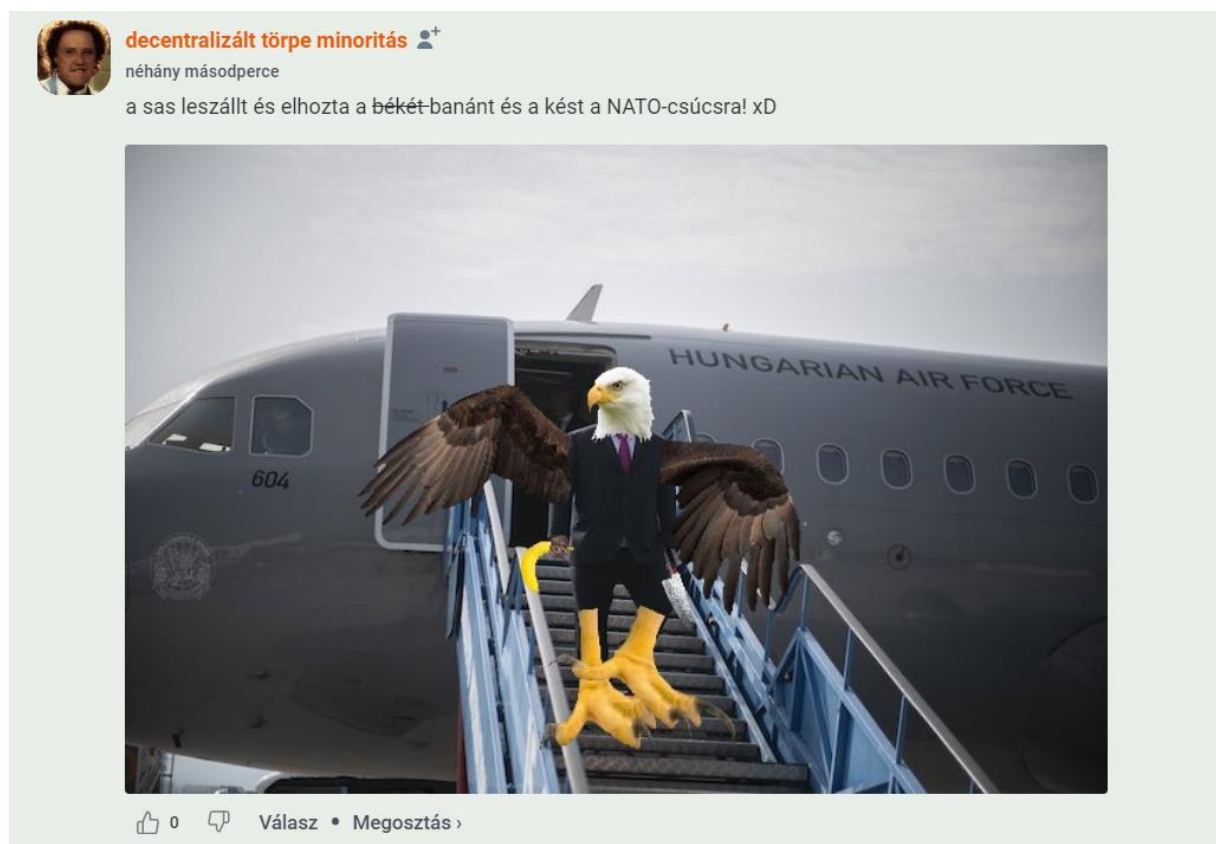 decentralizált törpe minoritás
néhány másodperce
a sas leszállt és elhozta a békét banánt és a kést a NATO-csúcsra! xD
HUNGARIAN AIR FORCE
604
0 Válasz • Megosztás ›